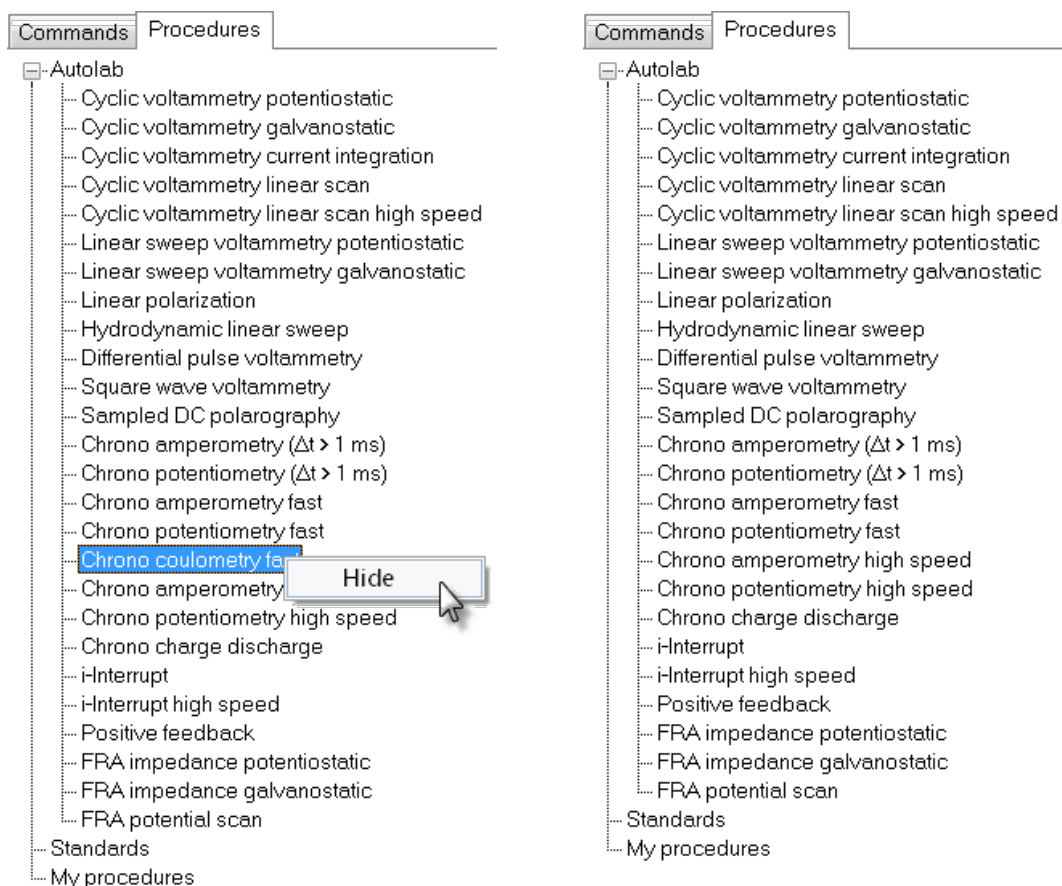 Commands Procedures
Autolab
Cyclic voltammetry potentiostatic
Cyclic voltammetry galvanostatic
Cyclic voltammetry current integration
Cyclic voltammetry linear scan
Cyclic voltammetry linear scan high speed
Linear sweep voltammetry potentiostatic
Linear sweep voltammetry galvanostatic
Linear polarization
Hydrodynamic linear sweep
Differential pulse voltammetry
Square wave voltammetry
Sampled DC polarography
Chrono amperometry (Δt > 1 ms)
Chrono potentiometry (Δt > 1 ms)
Chrono amperometry fast
Chrono potentiometry fast
Chrono coulometry fast
Hide
Chrono amperometry
Chrono potentiometry high speed
Chrono charge discharge
i-Interrupt
i-Interrupt high speed
Positive feedback
FRA impedance potentiostatic
FRA impedance galvanostatic
FRA potential scan
Standards
My procedures
Commands Procedures
Autolab
Cyclic voltammetry potentiostatic
Cyclic voltammetry galvanostatic
Cyclic voltammetry current integration
Cyclic voltammetry linear scan
Cyclic voltammetry linear scan high speed
Linear sweep voltammetry potentiostatic
Linear sweep voltammetry galvanostatic
Linear polarization
Hydrodynamic linear sweep
Differential pulse voltammetry
Square wave voltammetry
Sampled DC polarography
Chrono amperometry (Δt > 1 ms)
Chrono potentiometry (Δt > 1 ms)
Chrono amperometry fast
Chrono potentiometry fast
Chrono amperometry high speed
Chrono potentiometry high speed
Chrono charge discharge
i-Interrupt
i-Interrupt high speed
Positive feedback
FRA impedance potentiostatic
FRA impedance galvanostatic
FRA potential scan
Standards
My procedures